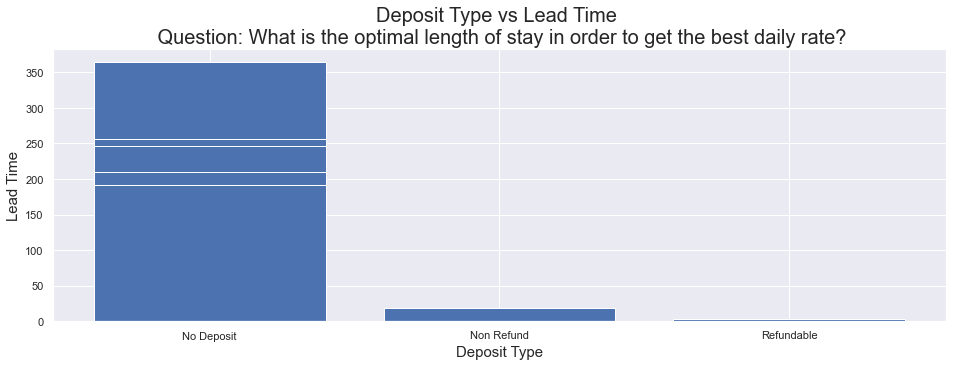 Deposit Type vs Lead Time
Question: What is the optimal length of stay in order to get the best daily rate?
Lead Time
350
300
250
200
150
100
50
0
No Deposit
Non Refund
Refundable
Deposit Type